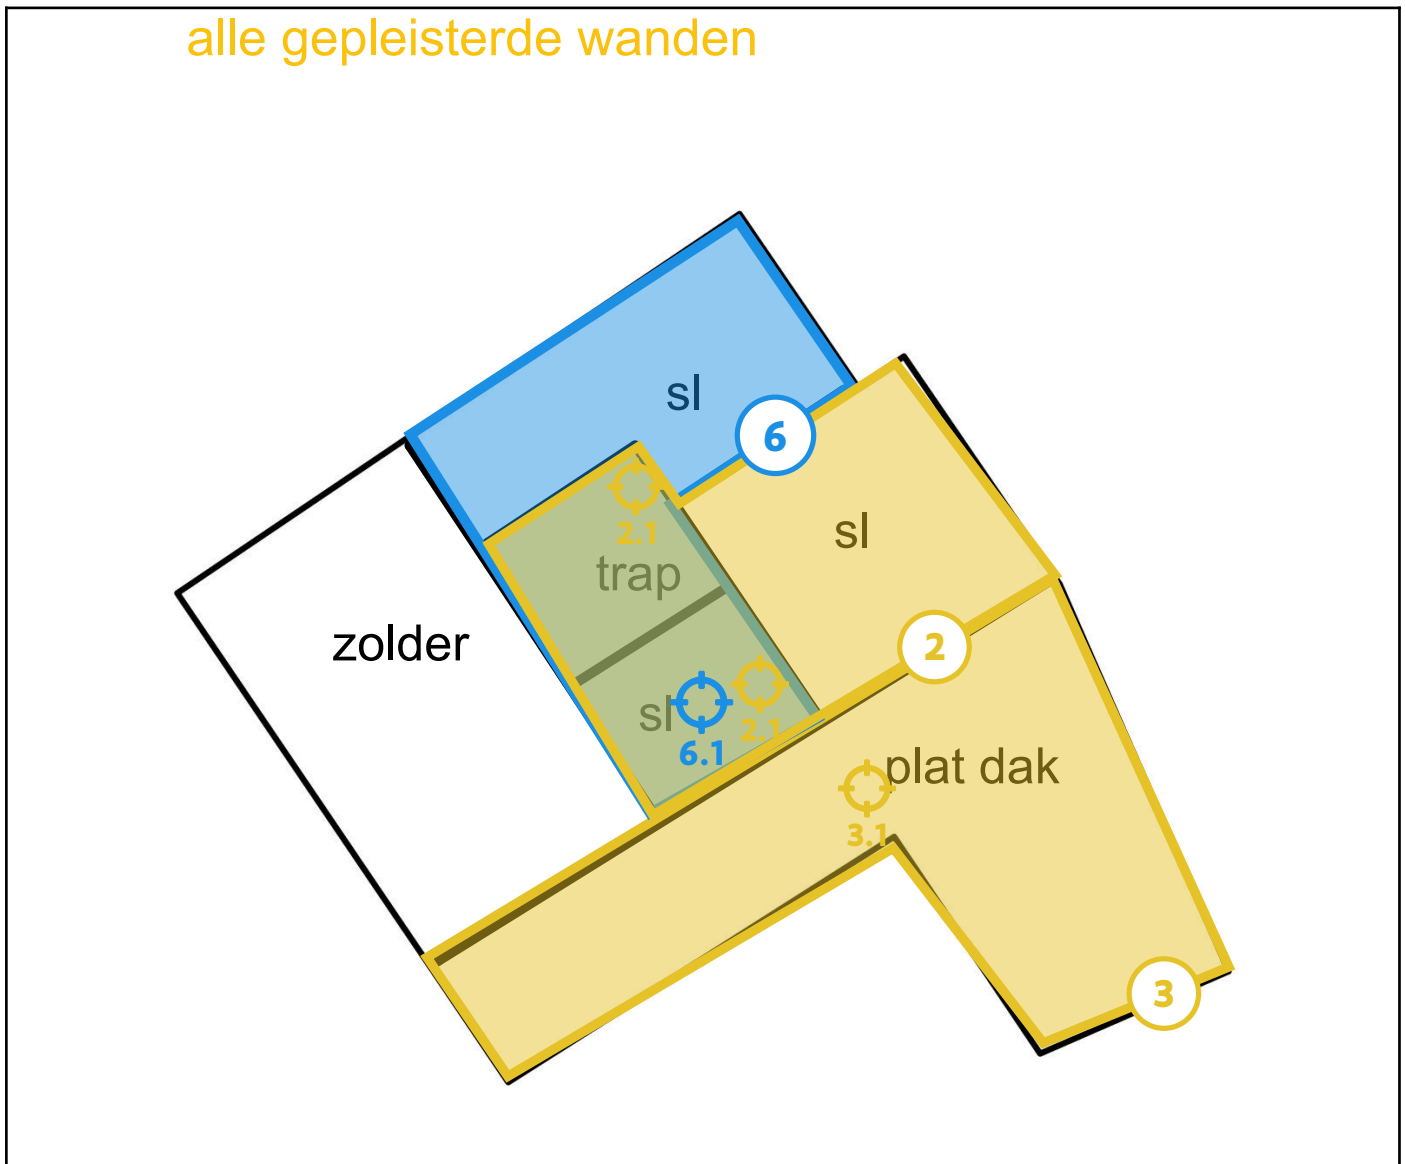 alle gepleisterde wanden
sl
6
2.1
sl
trap
zolder
2
sl
2.1
6.1
plat dak
3.1
3